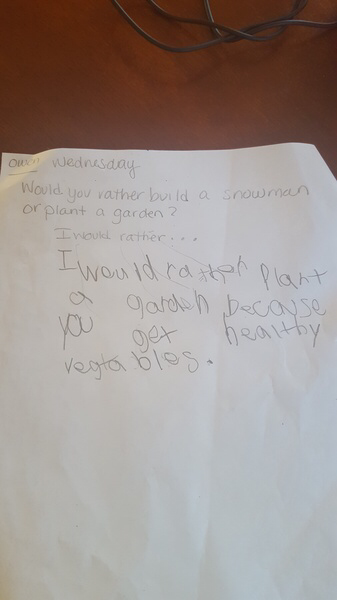 Wednesday
Would you rather build a snowman
or plant a garden?
I would rather...
I would rather plant
a garden because
you get healthy
vegtables.